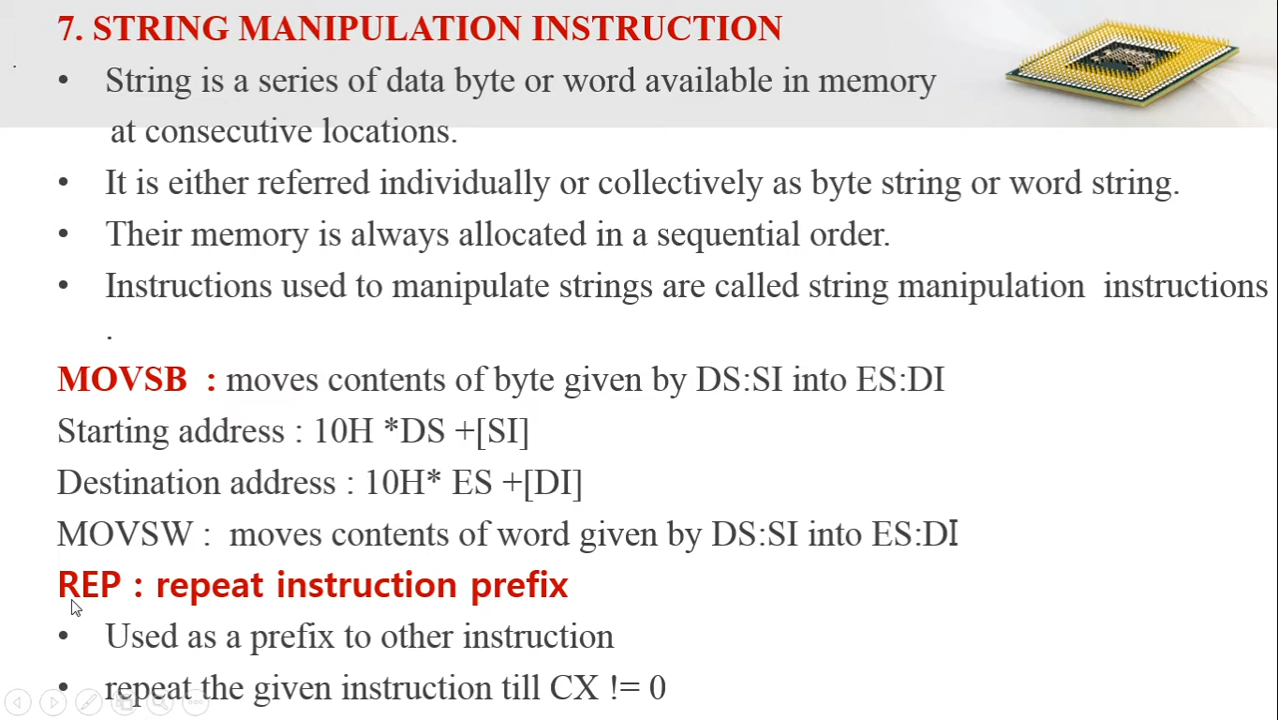 7. STRING MANIPULATION INSTRUCTION
• String is a series of data byte or word available in memory
at consecutive locations.
• It is either referred individually or collectively as byte string or word string.
• Their memory is always allocated in a sequential order.
• Instructions used to manipulate strings are called string manipulation instructions
.
MOVSB : moves contents of byte given by DS:SI into ES:DI
Starting address : 10H *DS +[SI]
Destination address : 10H* ES +[DI]
MOVSW : moves contents of word given by DS:SI into ES:DI
REP : repeat instruction prefix
• Used as a prefix to other instruction
• repeat the given instruction till CX != 0